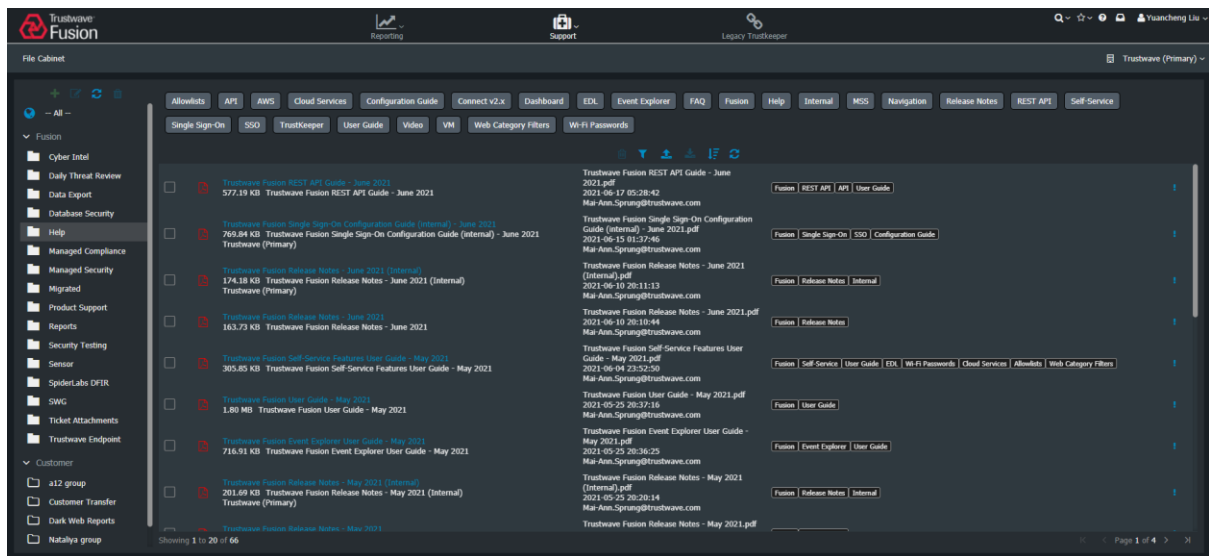 Trustwave
Fusion
Reporting
Support
Legacy Trustkeeper
Yuancheng Liu
File Cabinet
Trustwave (Primary)
-- All --
Fusion
Cyber Intel
Daily Threat Review
Data Export
Database Security
Help
Managed Compliance
Managed Security
Migrated
Product Support
Reports
Security Testing
Sensor
SpiderLabs DFIR
SWG
Ticket Attachments
Trustwave Endpoint
Customer
a12 group
Customer Transfer
Dark Web Reports
Nataliya group
Allowlists API AWS Cloud Services Configuration Guide Connect v2.x Dashboard EDL Event Explorer FAQ Fusion Help Internal MSS Navigation Release Notes REST API Self-Service
Single Sign-On SSO TrustKeeper User Guide Video VM Web Category Filters Wi-Fi Passwords
Trustwave Fusion REST API Guide - June 2021
577.19 KB Trustwave Fusion REST API Guide - June 2021
Trustwave Fusion REST API Guide - June
2021.pdf
2021-06-17 05:28:42
Mai-Ann.Sprung@trustwave.com
Fusion REST API API User Guide
Trustwave Fusion Single Sign-On Configuration Guide (internal) - June 2021
769.84 KB Trustwave Fusion Single Sign-On Configuration Guide (internal) - June 2021
Trustwave (Primary)
Trustwave Fusion Single Sign-On Configuration
Guide (internal) - June 2021.pdf
2021-06-15 01:37:46
Mai-Ann.Sprung@trustwave.com
Fusion Single Sign-On SSO Configuration Guide
Trustwave Fusion Release Notes - June 2021 (Internal)
174.18 KB Trustwave Fusion Release Notes - June 2021 (Internal)
Trustwave (Primary)
Trustwave Fusion Release Notes - June 2021
(Internal).pdf
2021-06-10 20:11:13
Mai-Ann.Sprung@trustwave.com
Fusion Release Notes Internal
Trustwave Fusion Release Notes - June 2021
163.73 KB Trustwave Fusion Release Notes - June 2021
Trustwave Fusion Release Notes - June 2021.pdf
2021-06-10 20:10:44
Mai-Ann.Sprung@trustwave.com
Fusion Release Notes
Trustwave Fusion Self-Service Features User Guide - May 2021
305.85 KB Trustwave Fusion Self-Service Features User Guide - May 2021
Trustwave Fusion Self-Service Features User
Guide - May 2021.pdf
2021-06-04 23:52:50
Mai-Ann.Sprung@trustwave.com
Fusion Self-Service User Guide EDL Wi-Fi Passwords Cloud Services Allowlists Web Category Filters
Trustwave Fusion User Guide - May 2021
1.80 MB Trustwave Fusion User Guide - May 2021
Trustwave Fusion User Guide - May 2021.pdf
2021-05-25 20:37:16
Mai-Ann.Sprung@trustwave.com
Fusion User Guide
Trustwave Fusion Event Explorer User Guide - May 2021
716.91 KB Trustwave Fusion Event Explorer User Guide - May 2021
Trustwave Fusion Event Explorer User Guide -
May 2021.pdf
2021-05-25 20:36:25
Mai-Ann.Sprung@trustwave.com
Fusion Event Explorer User Guide
Trustwave Fusion Release Notes - May 2021 (Internal)
201.69 KB Trustwave Fusion Release Notes - May 2021 (Internal)
Trustwave (Primary)
Trustwave Fusion Release Notes - May 2021
(Internal).pdf
2021-05-25 20:20:14
Mai-Ann.Sprung@trustwave.com
Fusion Release Notes Internal
Trustwave Fusion Release Notes - May 2021
Trustwave Fusion Release Notes - May 2021.pdf
Showing 1 to 20 of 66
Page 1 of 4